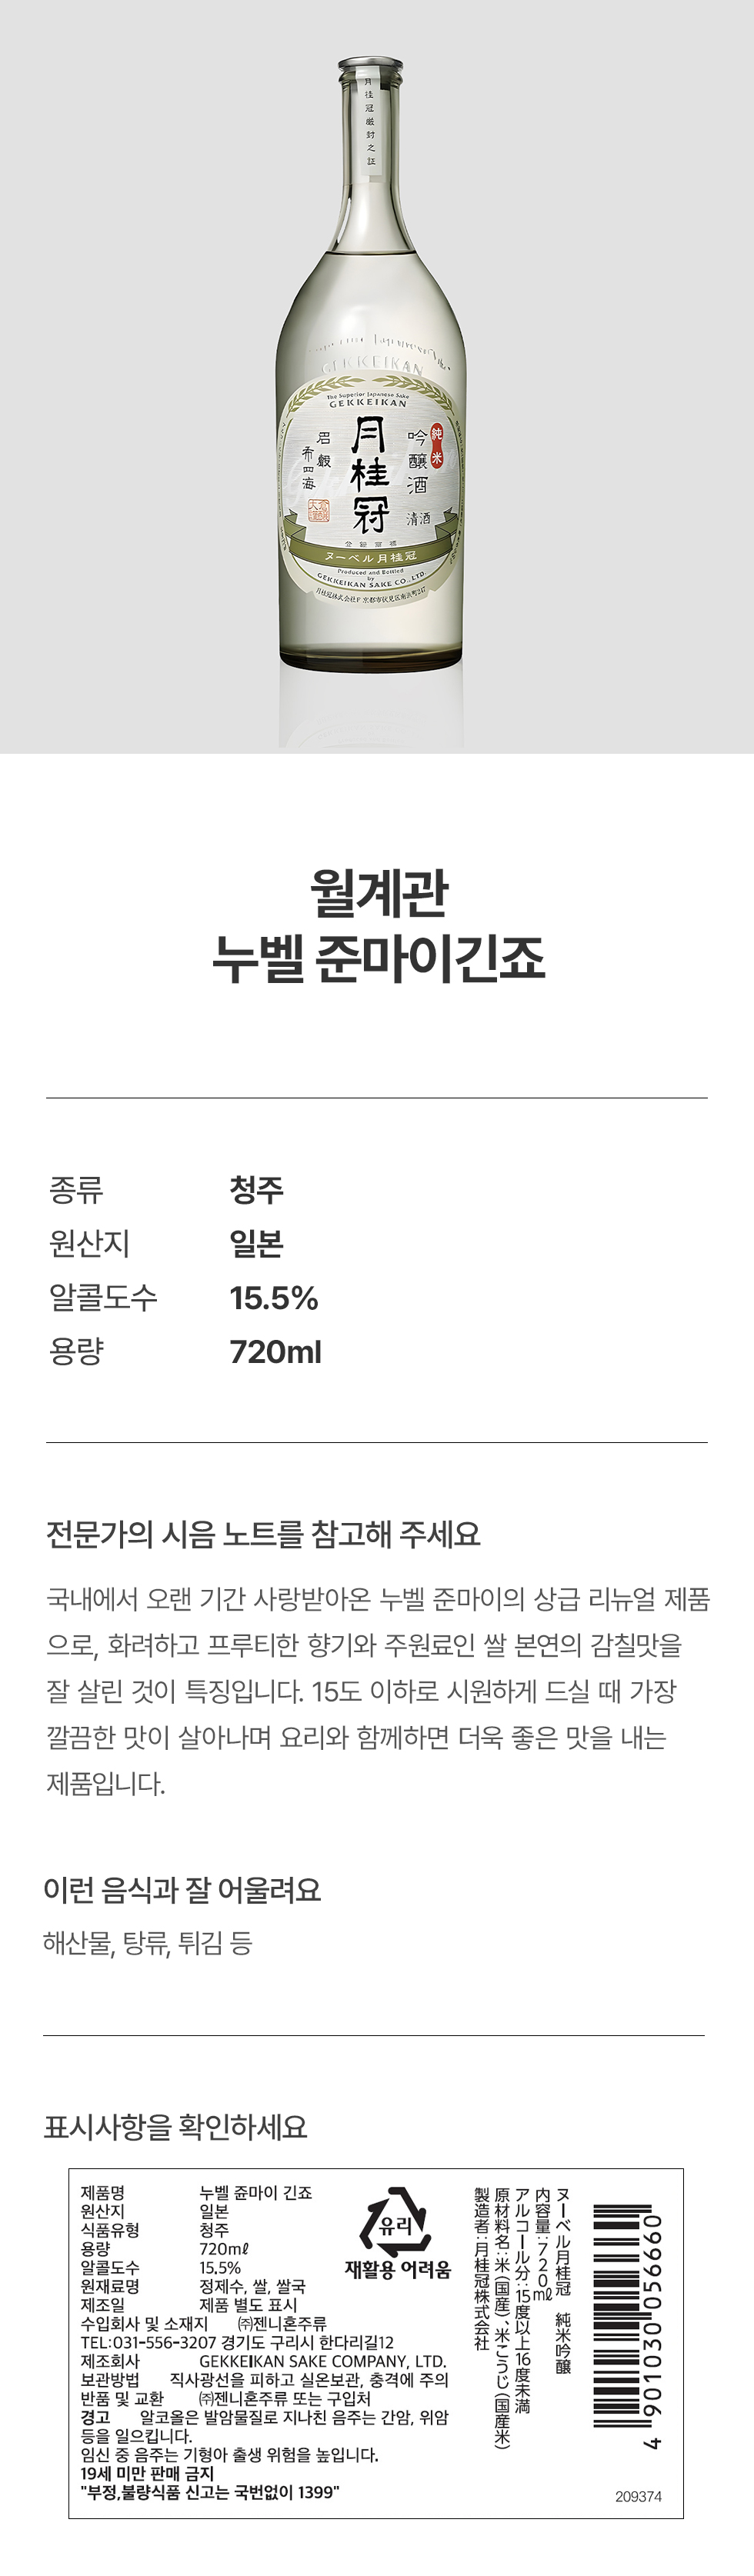 月桂冠厳封之証
GEKKEIKAN
The Superior Japanese Sake
GEKKEIKAN
純米
吟醸酒
清酒
月桂冠
君毅
希四海
登録商標
ヌーベル月桂冠
Produced and Bottled
by
GEKKEIKAN SAKE CO., LTD.
월계관
누벨 준마이긴죠
종류 청주
원산지 일본
알콜도수 15.5%
용량 720ml
전문가의 시음 노트를 참고해 주세요
국내에서 오랜 기간 사랑받아온 누벨 준마이의 상급 리뉴얼 제품
으로, 화려하고 프루티한 향기와 주원료인 쌀 본연의 감칠맛을
잘 살린 것이 특징입니다. 15도 이하로 시원하게 드실 때 가장
깔끔한 맛이 살아나며 요리와 함께하면 더욱 좋은 맛을 내는
제품입니다.
이런 음식과 잘 어울려요
해산물, 탕류, 튀김 등
표시사항을 확인하세요
제품명 누벨 쥰마이 긴죠
원산지 일본
식품유형 청주
용량 720mℓ
알콜도수 15.5%
원재료명 정제수, 쌀, 쌀국
제조일 제품 별도 표시
수입회사 및 소재지 ㈜젠니혼주류
TEL:031-556-3207 경기도 구리시 한다리길12
제조회사 GEKKEIKAN SAKE COMPANY, LTD.
보관방법 직사광선을 피하고 실온보관, 충격에 주의
반품 및 교환 ㈜젠니혼주류 또는 구입처
경고 알코올은 발암물질로 지나친 음주는 간암, 위암
등을 일으킵니다.
임신 중 음주는 기형아 출생 위험을 높입니다.
19세 미만 판매 금지
"부정,불량식품 신고는 국번없이 1399"
유리
재활용 어려움
ヌーベル月桂冠 純米吟醸
内容量:720mℓ
アルコール分:15度以上16度未満
原材料名:米(国産)、米こうじ(国産米)
製造者:月桂冠株式会社
4 901030 056660
209374